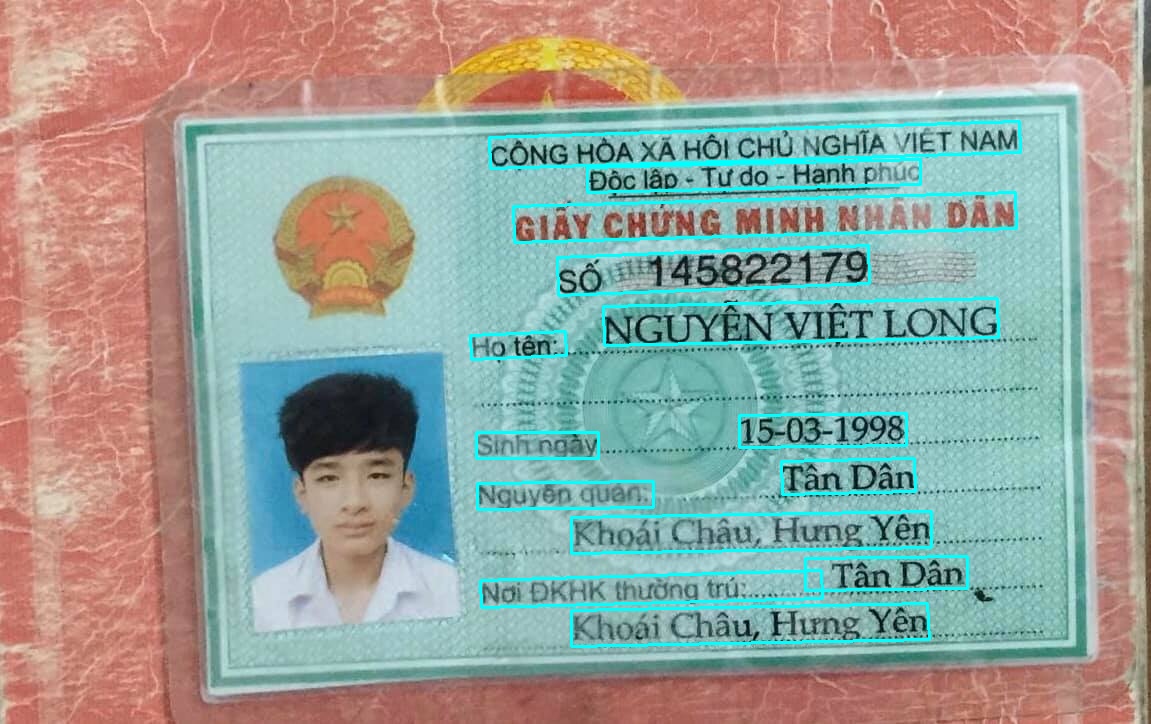 CỘNG HÒA XÃ HỘI CHỦ NGHĨA VIỆT NAM
Độc lập - Tự do - Hạnh phúc
GIẤY CHỨNG MINH NHÂN DÂN
SỐ 145822179
Họ tên: NGUYỄN VIỆT LONG
Sinh ngày 15-03-1998
Nguyên quán: Tân Dân
Khoái Châu, Hưng Yên
Nơi ĐKHK thường trú: Tân Dân
Khoái Châu, Hưng Yên